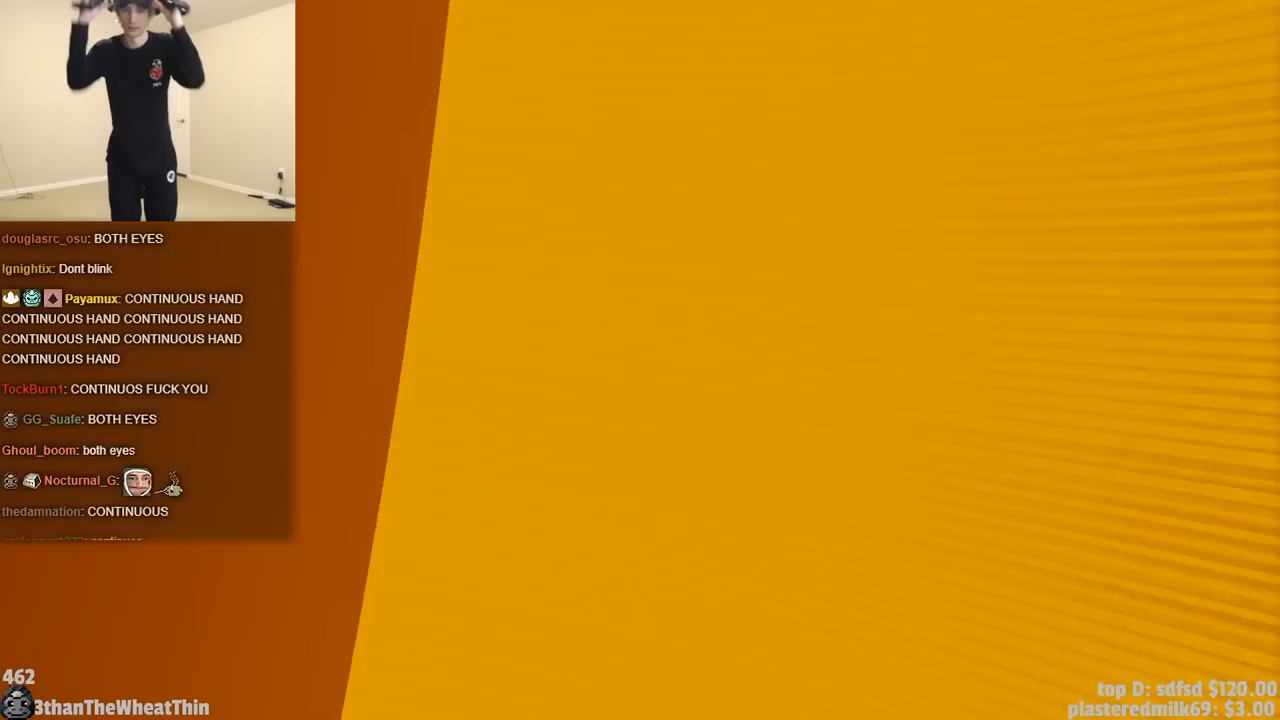 douglasrc_osu: BOTH EYES
Ignightix: Dont blink
Payamux: CONTINUOUS HAND
CONTINUOUS HAND CONTINUOUS HAND
CONTINUOUS HAND CONTINUOUS HAND
CONTINUOUS HAND
TockBurn1: CONTINUOS FUCK YOU
GG_Suafe: BOTH EYES
Ghoul_boom: both eyes
Nocturnal_G:
thedamnation: CONTINUOUS
462
3thanTheWheatThin
top D: sdfsd $120.00
plasteredmilk69: $3.00